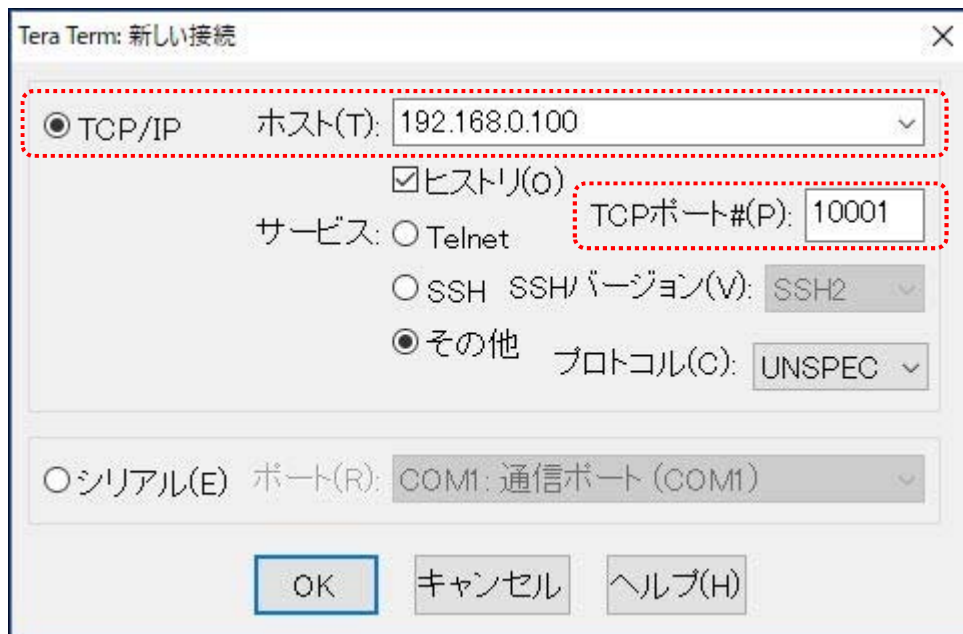 Tera Term: 新しい接続
TCP/IP ホスト(T): 192.168.0.100
ヒストリ(O)
サービス: Telnet TCPポート#(P): 10001
SSH SSHバージョン(V): SSH2
その他 プロトコル(C): UNSPEC
シリアル(E) ポート(R): COM1: 通信ポート (COM1)
OK キャンセル ヘルプ(H)